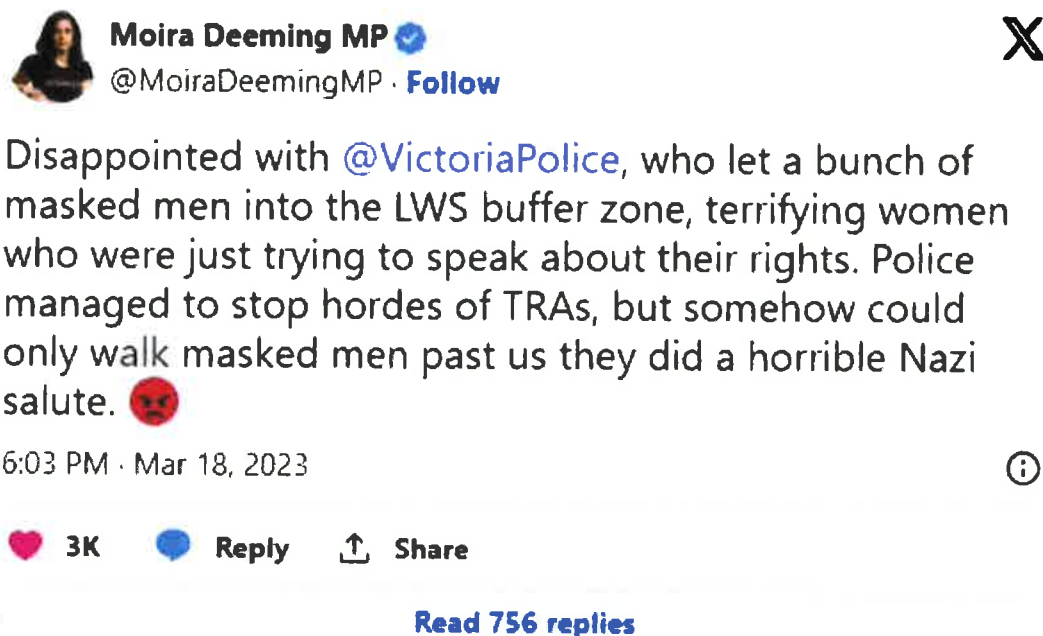 Moira Deeming MP
@MoiraDeemingMP · Follow
Disappointed with @VictoriaPolice, who let a bunch of
masked men into the LWS buffer zone, terrifying women
who were just trying to speak about their rights. Police
managed to stop hordes of TRAs, but somehow could
only walk masked men past us they did a horrible Nazi
salute. 😡
6:03 PM · Mar 18, 2023
3K Reply Share
Read 756 replies